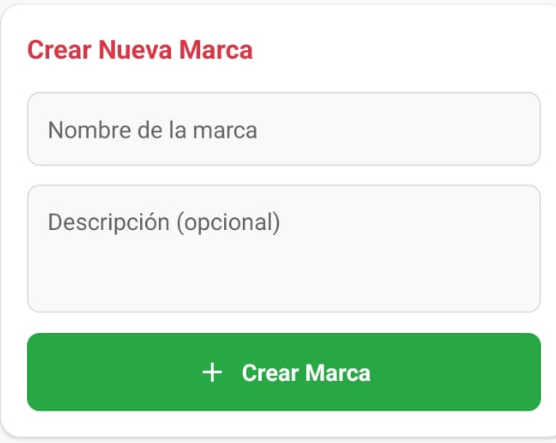 Crear Nueva Marca
Nombre de la marca
Descripción (opcional)
+ Crear Marca